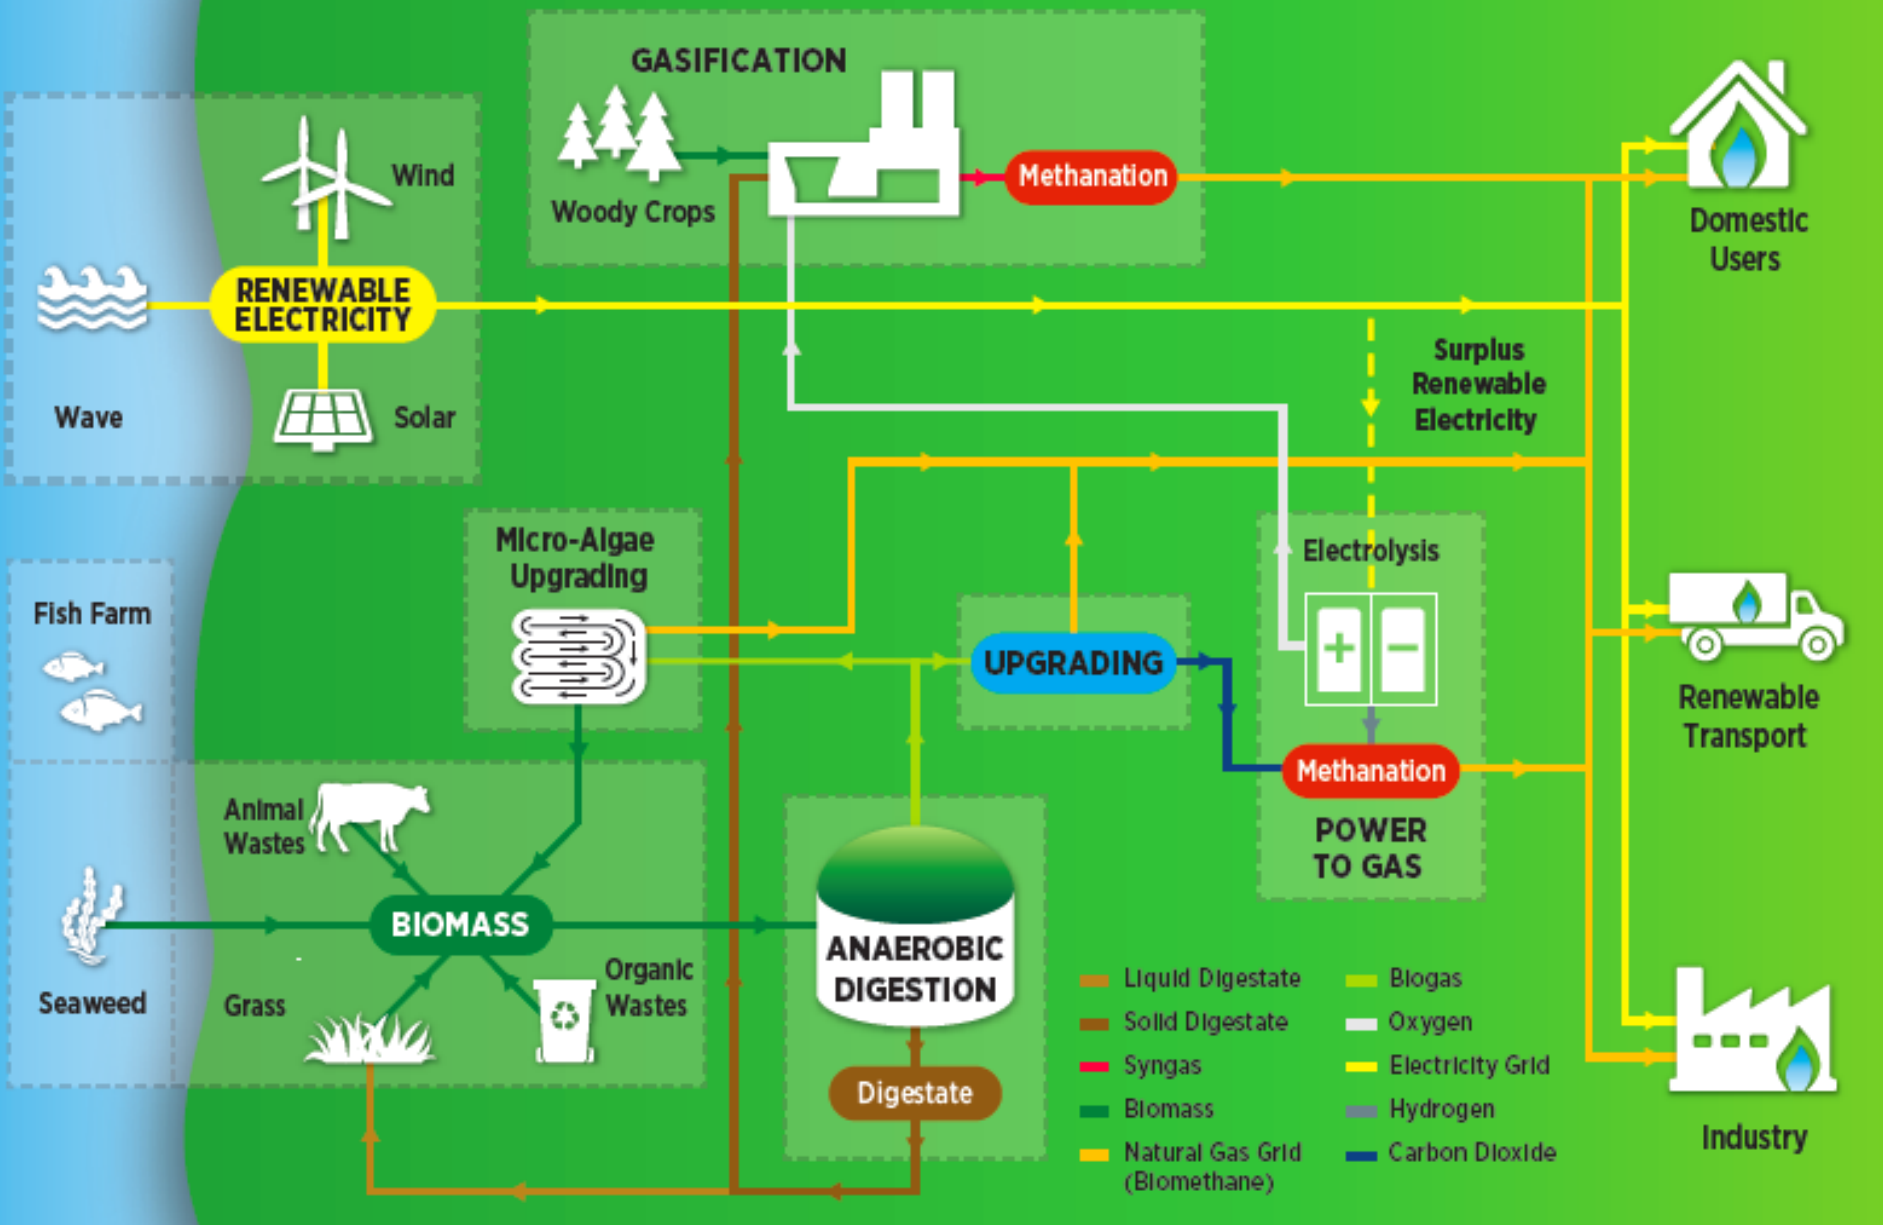 GASIFICATION
Woody Crops
Methanation
Domestic
Users
Wind
RENEWABLE
ELECTRICITY
Wave
Solar
Surplus
Renewable
Electricity
Micro-Algae
Upgrading
Electrolysis
+ −
Fish Farm
UPGRADING
Renewable
Transport
Methanation
POWER
TO GAS
Animal
Wastes
BIOMASS
Seaweed
Grass
Organic
Wastes
ANAEROBIC
DIGESTION
Digestate
Liquid Digestate
Solid Digestate
Syngas
Biomass
Natural Gas Grid
(Biomethane)
Biogas
Oxygen
Electricity Grid
Hydrogen
Carbon Dioxide
Industry